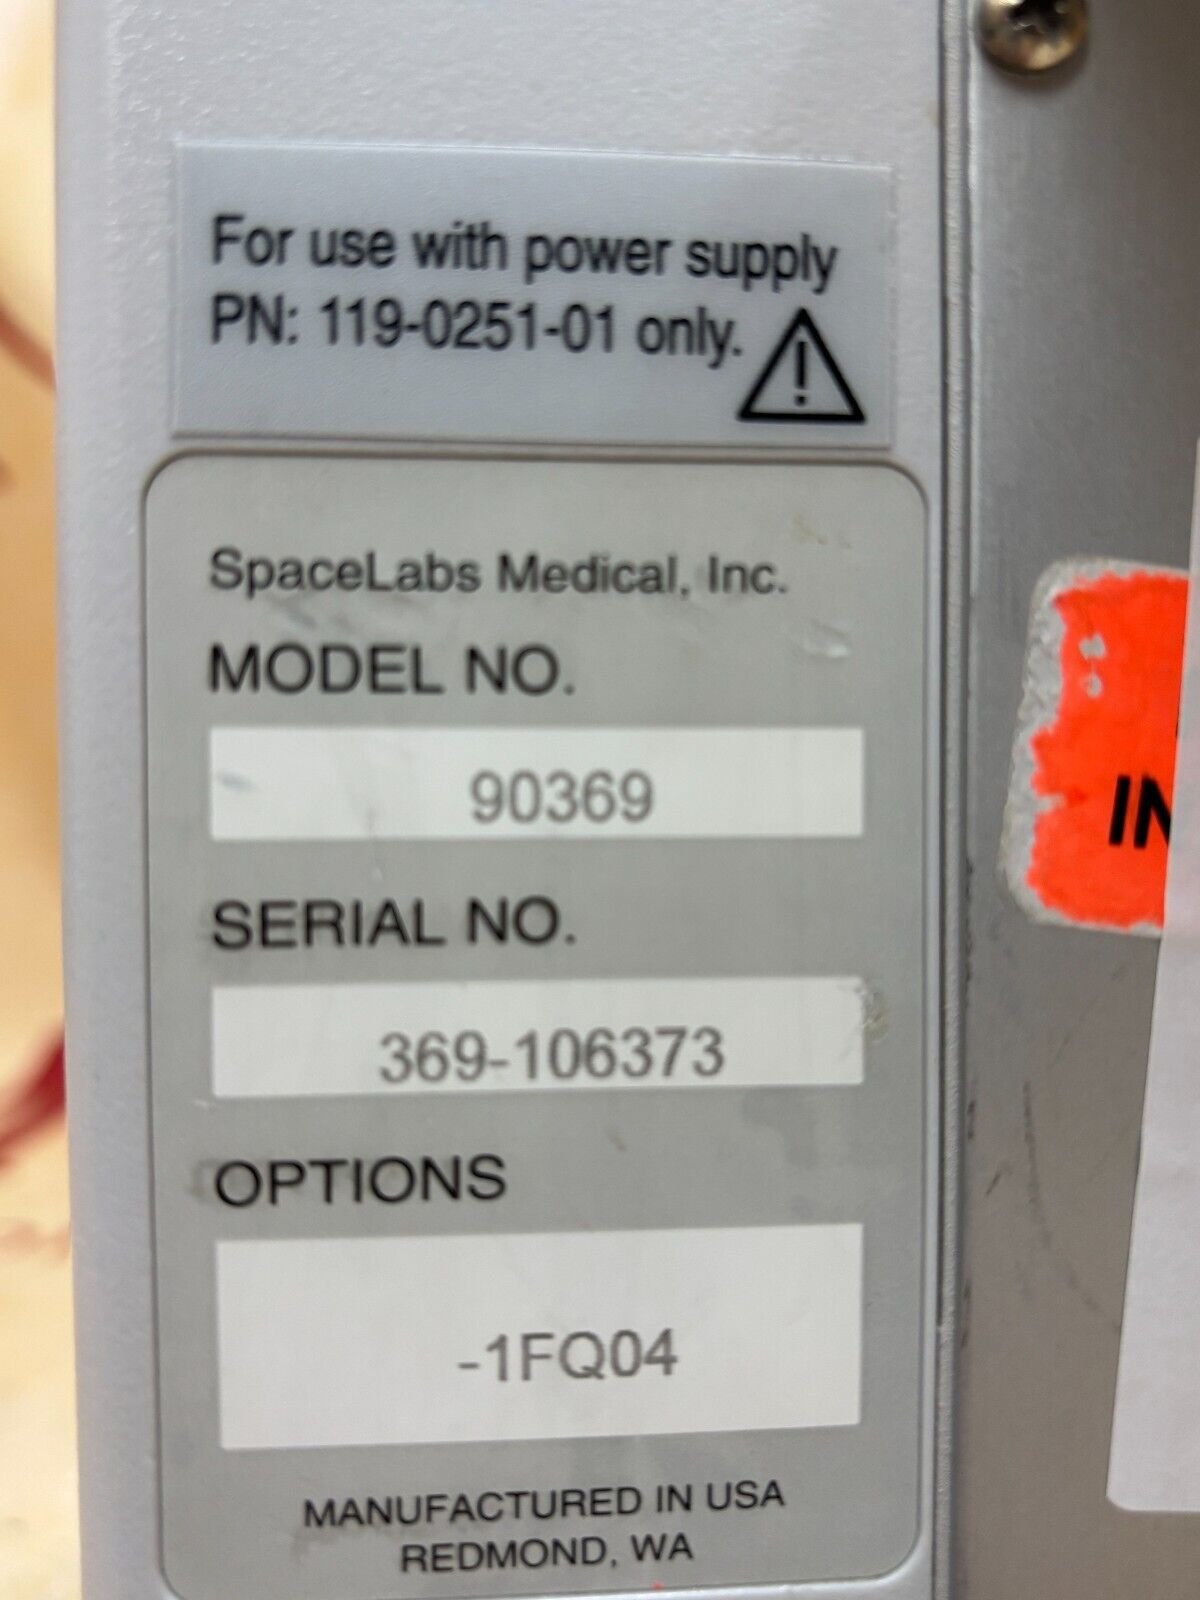 For use with power supply
PN: 119-0251-01 only.
SpaceLabs Medical, Inc.
MODEL NO.
90369
SERIAL NO.
369-106373
OPTIONS
-1FQ04
MANUFACTURED IN USA
REDMOND, WA